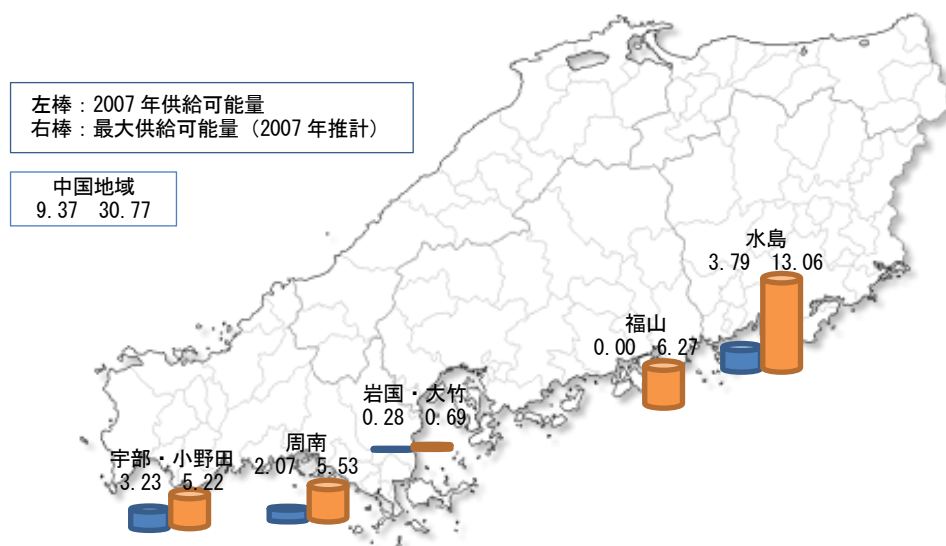 左棒：2007 年供給可能量
右棒：最大供給可能量（2007 年推計）
中国地域
9.37 30.77
水島
3.79 13.06
福山
0.00 6.27
岩国・大竹
0.28 0.69
周南
2.07 5.53
宇部・小野田
3.23 5.22